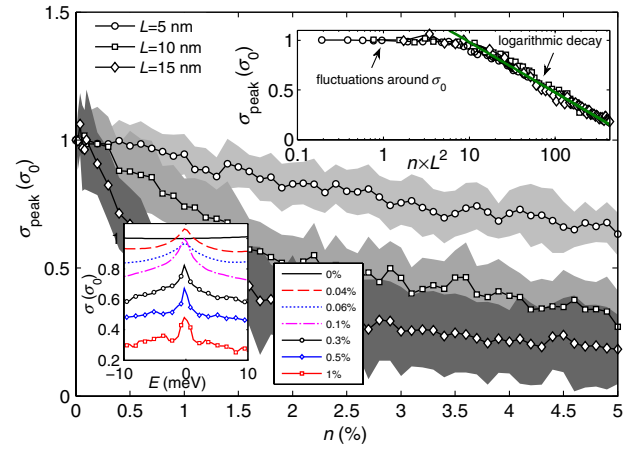 L=5 nm
L=10 nm
L=15 nm
1.5
1
0.5
0
σpeak (σ0)
0 0.5 1 1.5 2 2.5 3 3.5 4 4.5 5
n (%)
1
0.5
0
σpeak (σ0)
fluctuations around σ0
logarithmic decay
0.1 1 10 100
n×L²
0.8
0.6
0.4
0.2
σ (σ0)
−10 0 10
E (meV)
0%
0.04%
0.06%
0.1%
0.3%
0.5%
1%